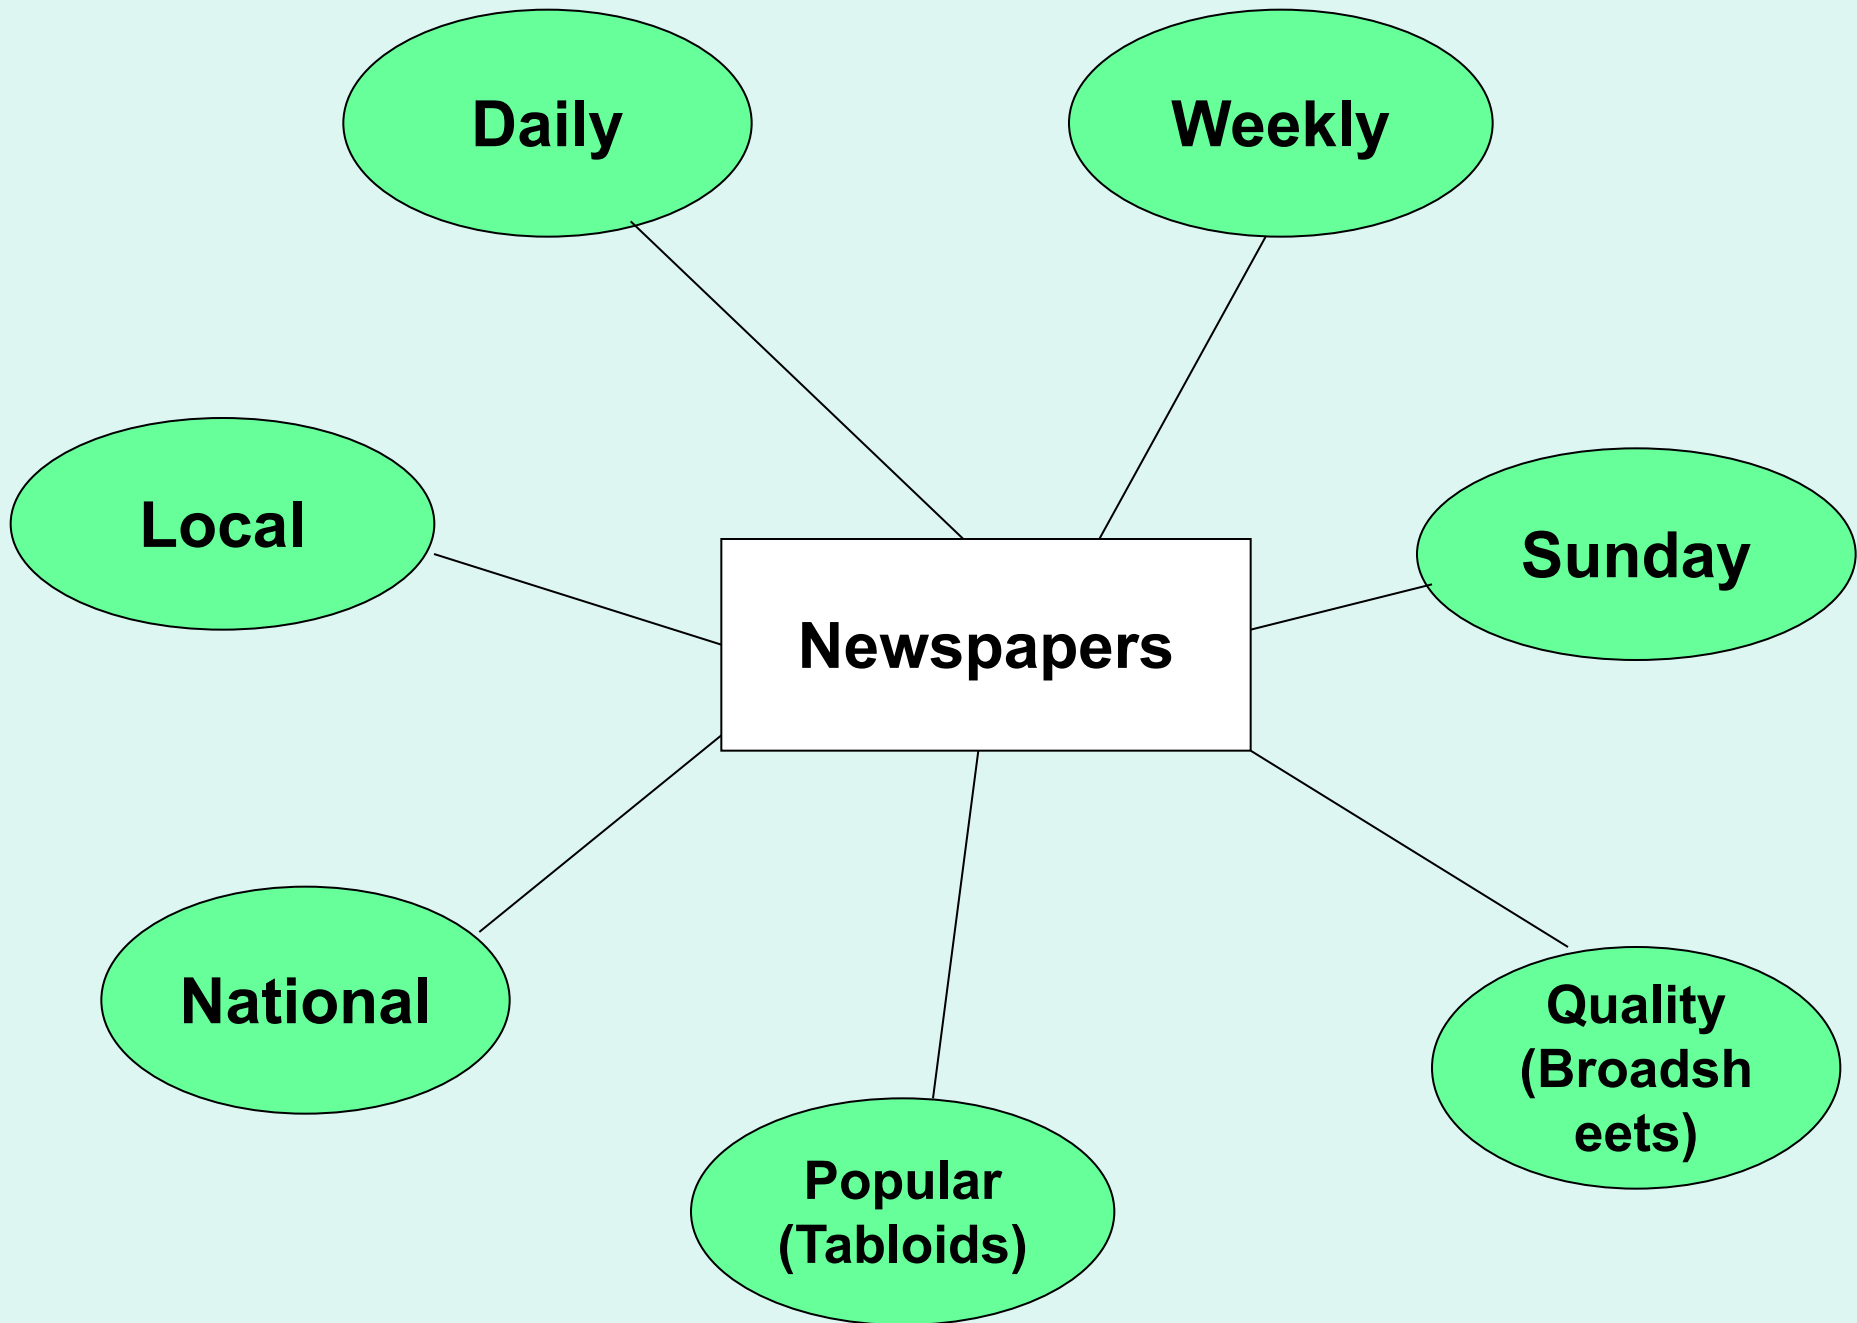 Daily
Weekly
Local
Sunday
Newspapers
National
Quality
(Broadsh
eets)
Popular
(Tabloids)